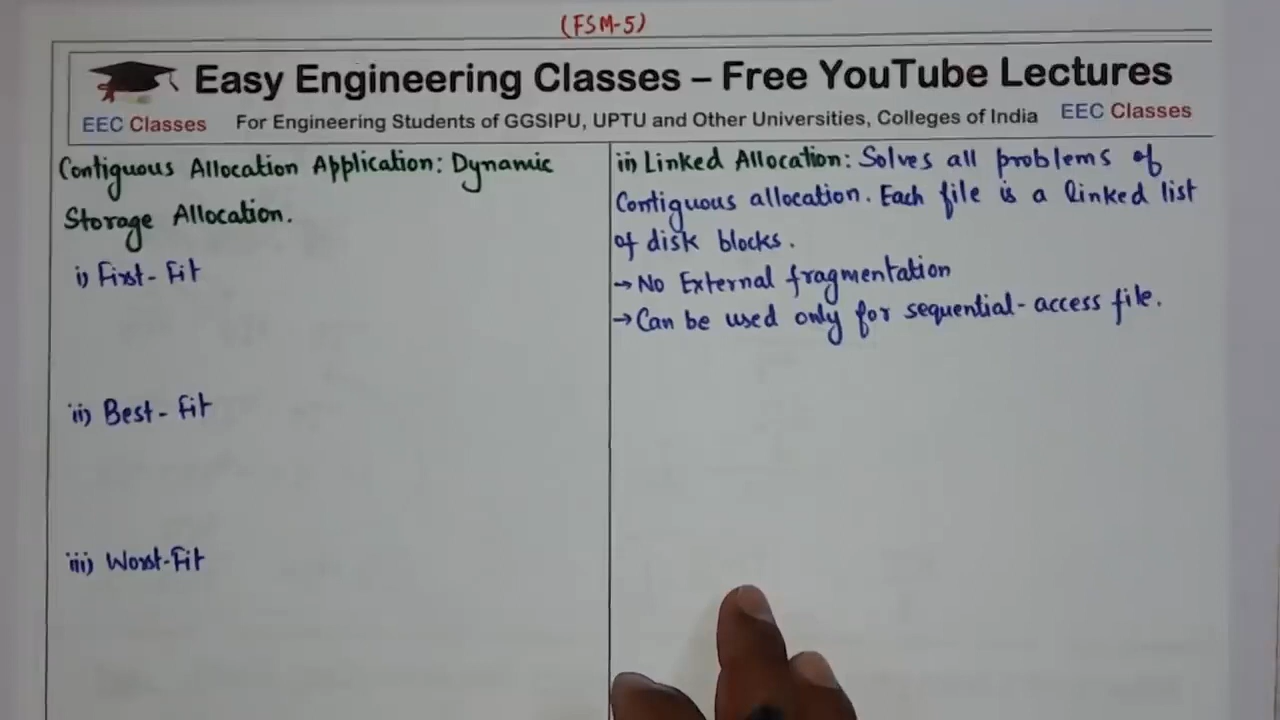 (FSM-5)
Easy Engineering Classes – Free YouTube Lectures
EEC Classes For Engineering Students of GGSIPU, UPTU and Other Universities, Colleges of India EEC Classes
Contiguous Allocation Application: Dynamic
Storage Allocation.
i) First-Fit
ii) Best-Fit
iii) Worst-Fit
ii) Linked Allocation: Solves all problems of
Contiguous allocation. Each file is a linked list
of disk blocks.
→ No External fragmentation
→ Can be used only for sequential-access file.